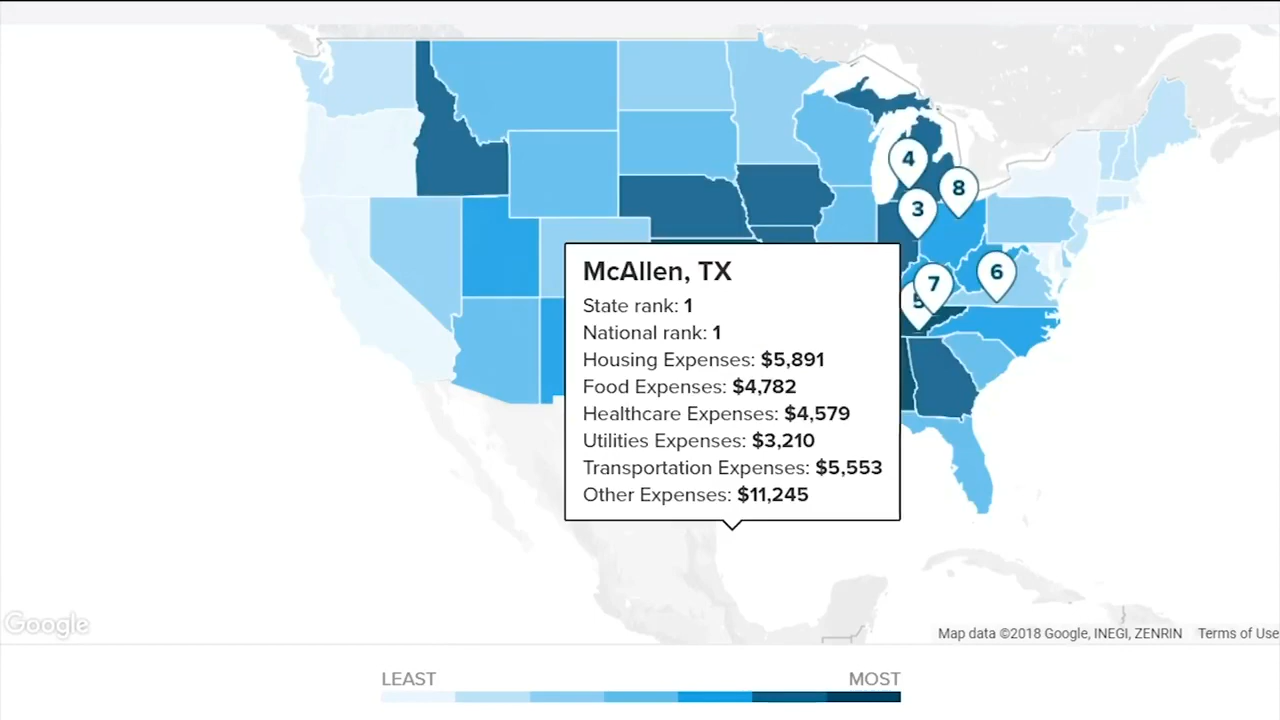 4
8
3
6
7
5
McAllen, TX
State rank: 1
National rank: 1
Housing Expenses: $5,891
Food Expenses: $4,782
Healthcare Expenses: $4,579
Utilities Expenses: $3,210
Transportation Expenses: $5,553
Other Expenses: $11,245
Google
Map data ©2018 Google, INEGI, ZENRIN Terms of Use
LEAST
MOST